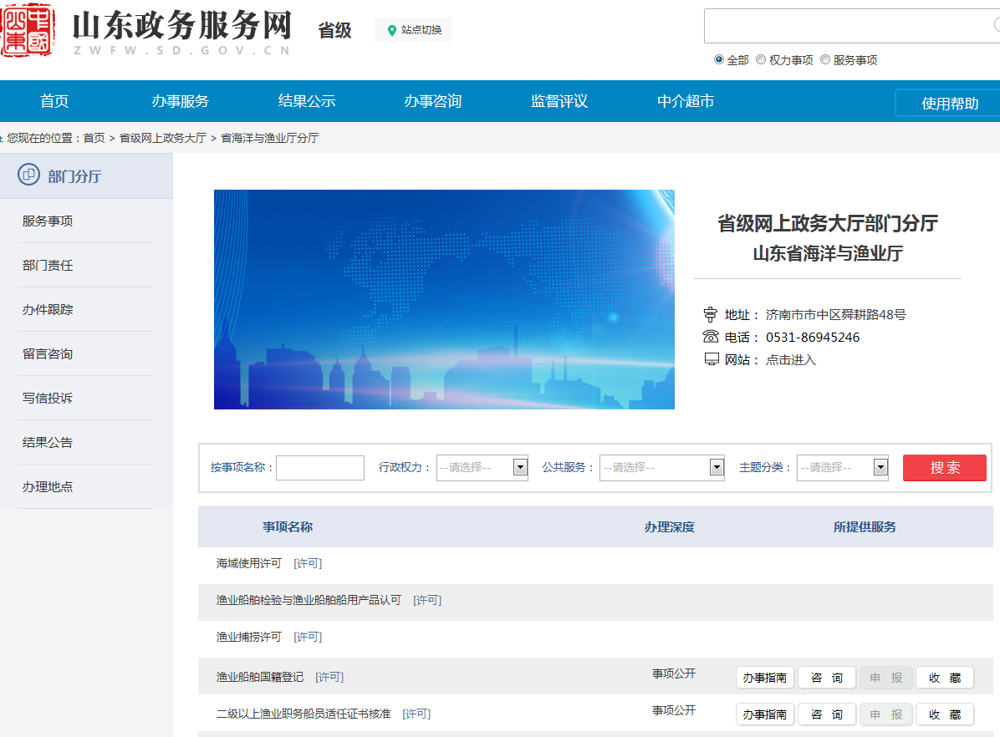 中國
山東
山东政务服务网
ZWFW.SD.GOV.CN
省级
站点切换
全部 权力事项 服务事项
首页 办事服务 结果公示 办事咨询 监督评议 中介超市 使用帮助
您现在的位置：首页 > 省级网上政务大厅 > 省海洋与渔业厅分厅
部门分厅
服务事项
部门责任
办件跟踪
留言咨询
写信投诉
结果公告
办理地点
省级网上政务大厅部门分厅
山东省海洋与渔业厅
地址： 济南市市中区舜耕路48号
电话： 0531-86945246
网站： 点击进入
按事项名称： 行政权力： --请选择-- 公共服务： --请选择-- 主题分类： --请选择-- 搜索
事项名称 办理深度 所提供服务
海域使用许可 [许可]
渔业船舶检验与渔业船舶船用产品认可 [许可]
渔业捕捞许可 [许可]
渔业船舶国籍登记 [许可] 事项公开 办事指南 咨 询 申 报 收 藏
二级以上渔业职务船员适任证书核准 [许可] 事项公开 办事指南 咨 询 申 报 收 藏